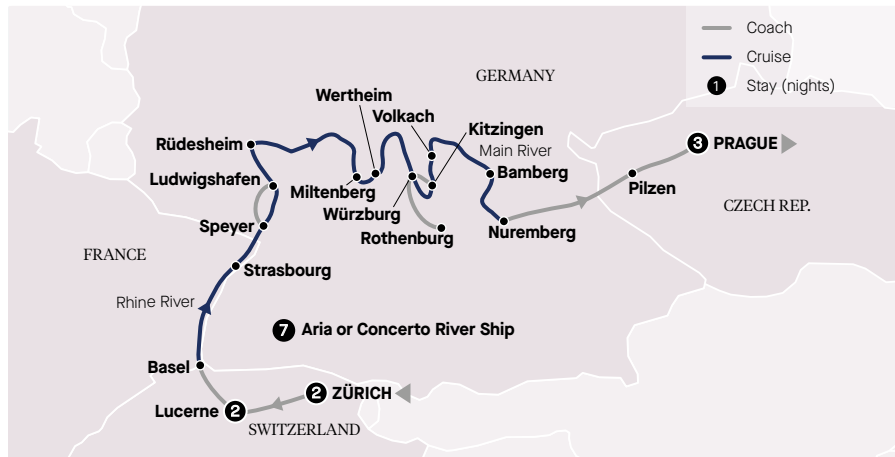 Coach
Cruise
1 Stay (nights)
GERMANY
Wertheim
Volkach
Kitzingen
Main River
Rüdesheim
3 PRAGUE
Ludwigshafen
Miltenberg
Bamberg
Pilzen
Würzburg
CZECH REP.
Speyer
Rothenburg
Nuremberg
FRANCE
Strasbourg
Rhine River
7 Aria or Concerto River Ship
Basel
2 ZÜRICH
Lucerne 2
SWITZERLAND